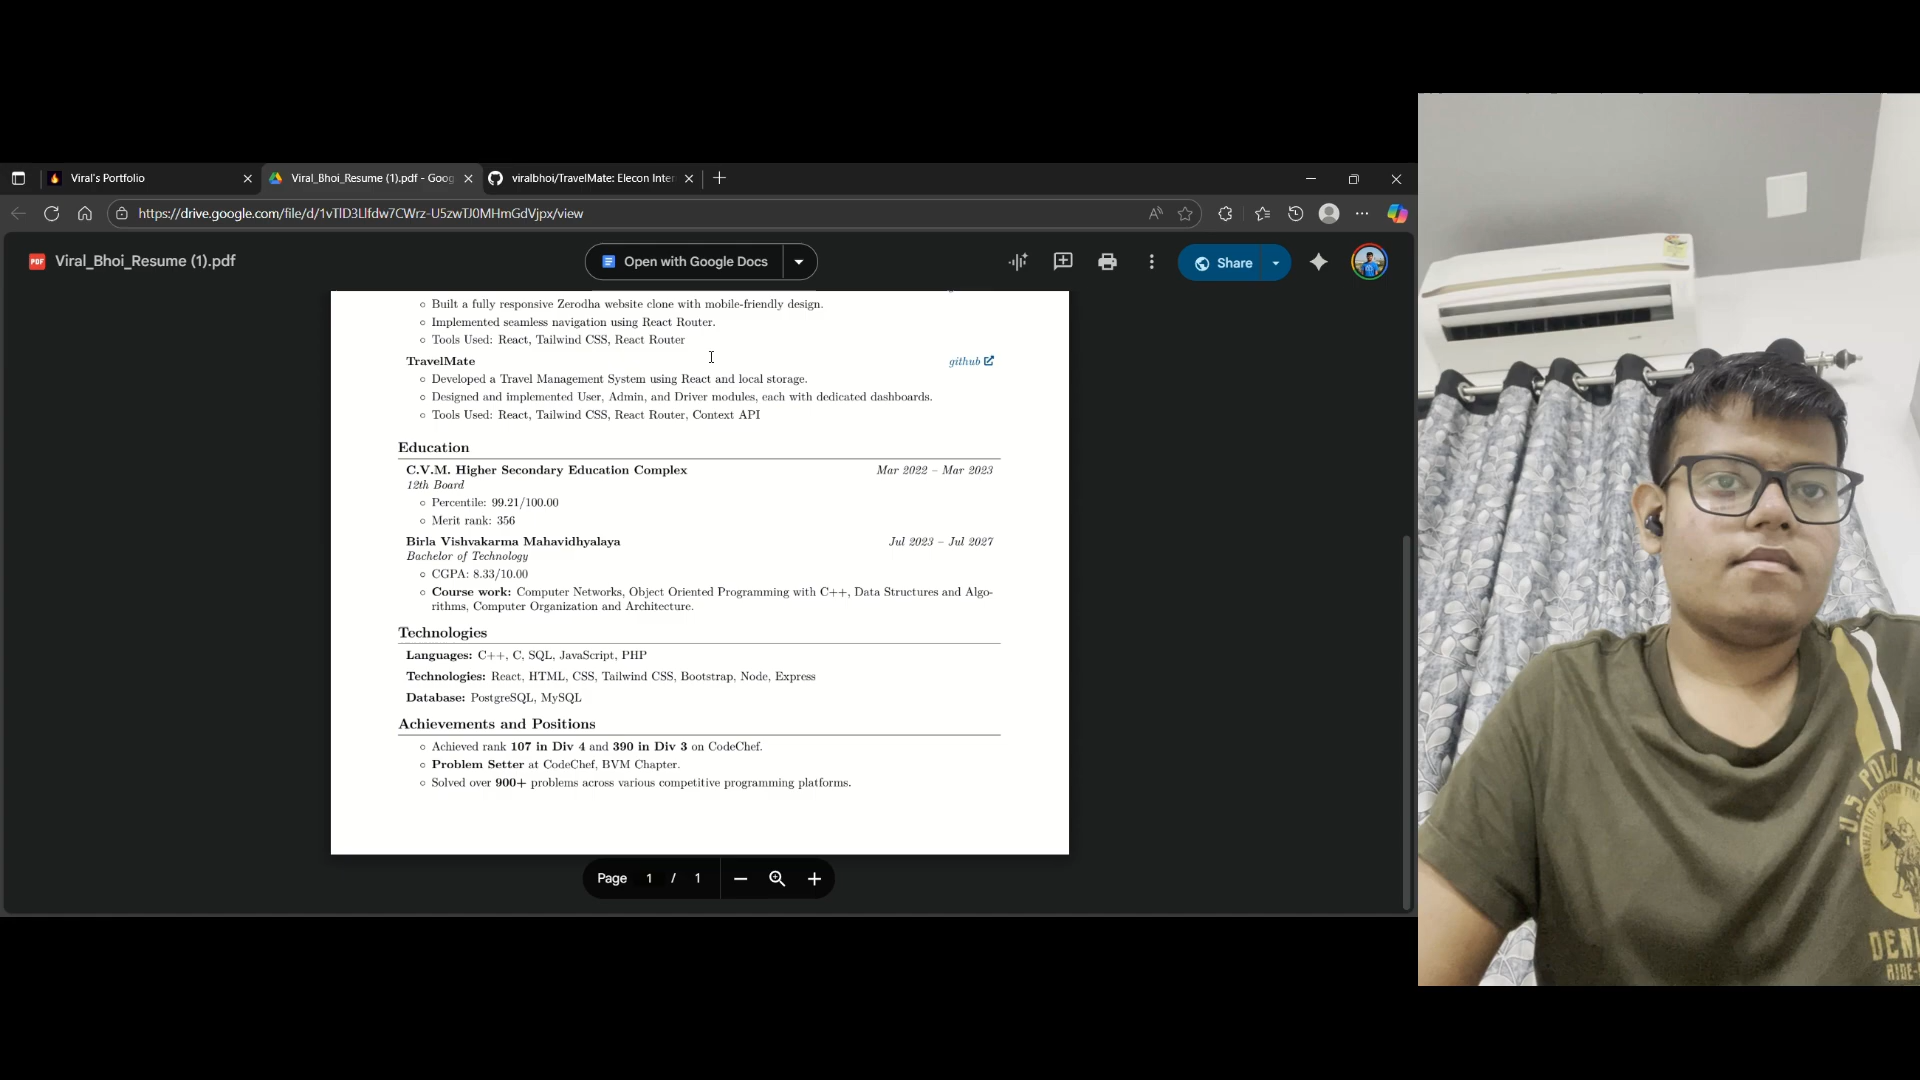 Viral's Portfolio
Viral_Bhoi_Resume (1).pdf - Goog
viralbhoi/TravelMate: Elecon Inter
https://drive.google.com/file/d/1vTlD3Llfdw7CWrz-U5zwTJ0MHmGdVjpx/view
PDF Viral_Bhoi_Resume (1).pdf
Open with Google Docs
Share
Built a fully responsive Zerodha website clone with mobile-friendly design.
Implemented seamless navigation using React Router.
Tools Used: React, Tailwind CSS, React Router
TravelMate github
Developed a Travel Management System using React and local storage.
Designed and implemented User, Admin, and Driver modules, each with dedicated dashboards.
Tools Used: React, Tailwind CSS, React Router, Context API
Education
C.V.M. Higher Secondary Education Complex Mar 2022 – Mar 2023
12th Board
Percentile: 99.21/100.00
Merit rank: 356
Birla Vishvakarma Mahavidhyalaya Jul 2023 – Jul 2027
Bachelor of Technology
CGPA: 8.33/10.00
Course work: Computer Networks, Object Oriented Programming with C++, Data Structures and Algo-
rithms, Computer Organization and Architecture.
Technologies
Languages: C++, C, SQL, JavaScript, PHP
Technologies: React, HTML, CSS, Tailwind CSS, Bootstrap, Node, Express
Database: PostgreSQL, MySQL
Achievements and Positions
Achieved rank 107 in Div 4 and 390 in Div 3 on CodeChef.
Problem Setter at CodeChef, BVM Chapter.
Solved over 900+ problems across various competitive programming platforms.
Page 1 / 1
U.S. POLO AS
DENI
RIDE-